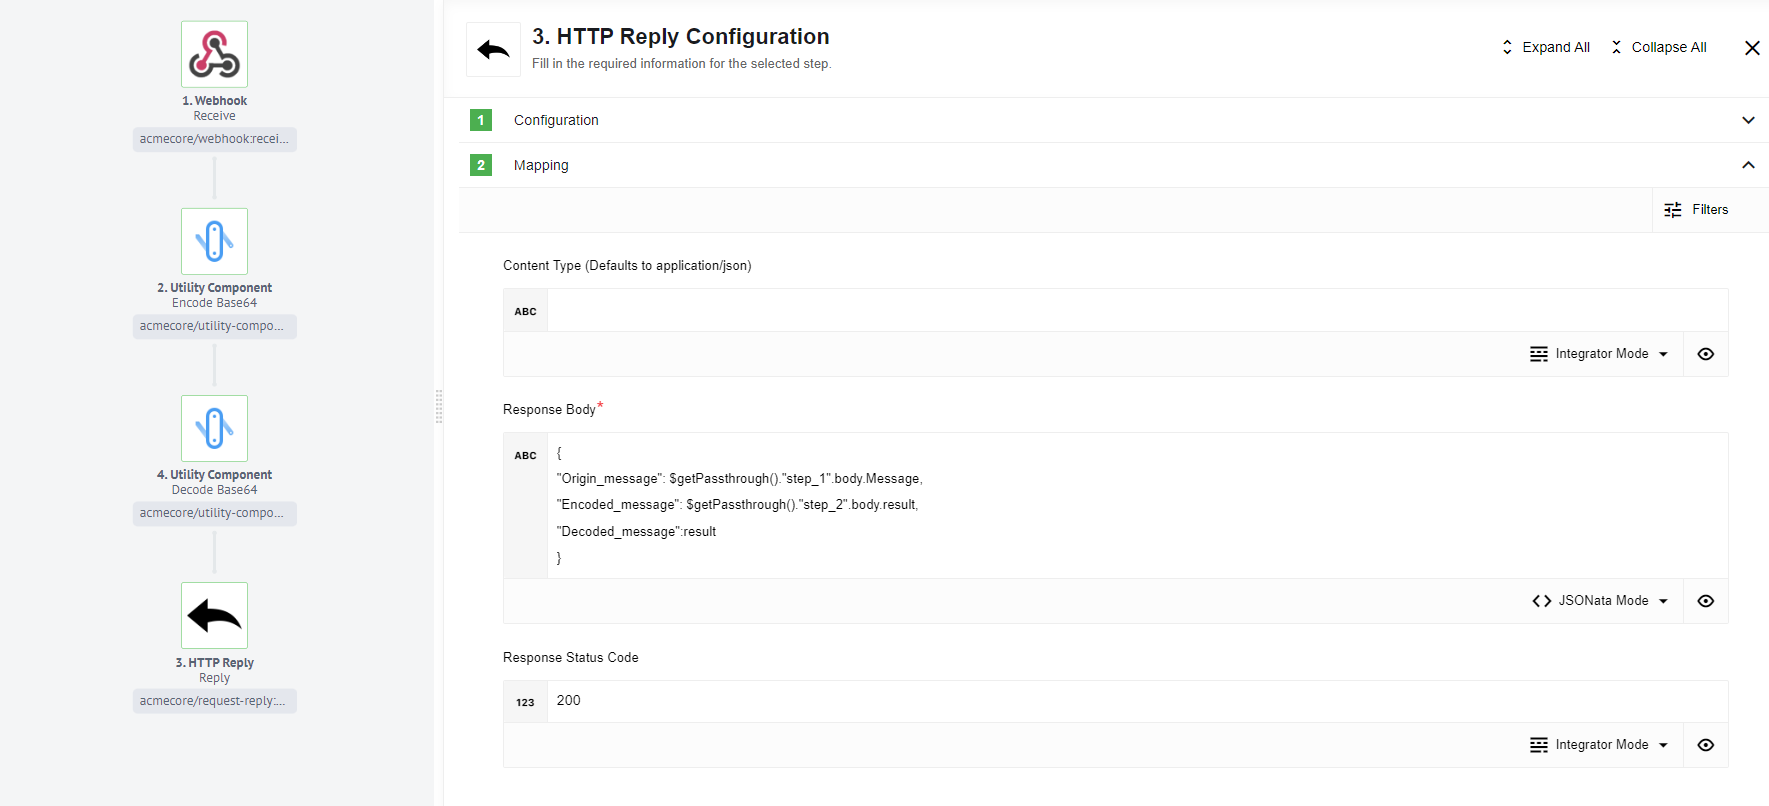 1. Webhook
Receive
acmecore/webhook:recei...
2. Utility Component
Encode Base64
acmecore/utility-compo...
4. Utility Component
Decode Base64
acmecore/utility-compo...
3. HTTP Reply
Reply
acmecore/request-reply:...
3. HTTP Reply Configuration
Fill in the required information for the selected step.
Expand All
Collapse All
1 Configuration
2 Mapping
Filters
Content Type (Defaults to application/json)
ABC
Integrator Mode
Response Body*
ABC
{
"Origin_message": $getPassthrough()."step_1".body.Message,
"Encoded_message": $getPassthrough()."step_2".body.result,
"Decoded_message":result
}
JSONata Mode
Response Status Code
123 200
Integrator Mode